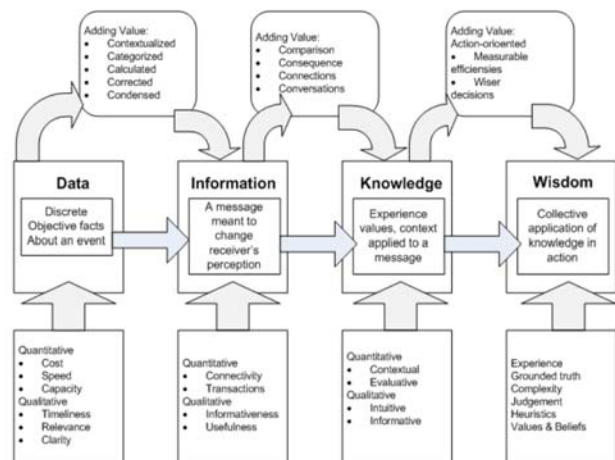 Adding Value:
• Contextualized
• Categorized
• Calculated
• Corrected
• Condensed
Adding Value:
• Comparison
• Consequence
• Connections
• Conversations
Adding Value:
Action-orioented
• Measurable
efficiensies
• Wiser
decisions
Data
Discrete
Objective facts
About an event
Information
A message
meant to
change
receiver's
perception
Knowledge
Experience
values, context
applied to a
message
Wisdom
Collective
application of
knowledge in
action
Quantitative
• Cost
• Speed
• Capacity
Qualitative
• Timeliness
• Relevance
• Clarity
Quantitative
• Connectivity
• Transactions
Qualitative
• Informativeness
• Usefulness
Quantitative
• Contextual
• Evaluative
Qualitative
• Intuitive
• Informative
Experience
Grounded truth
Complexity
Judgement
Heuristics
Values & Beliefs